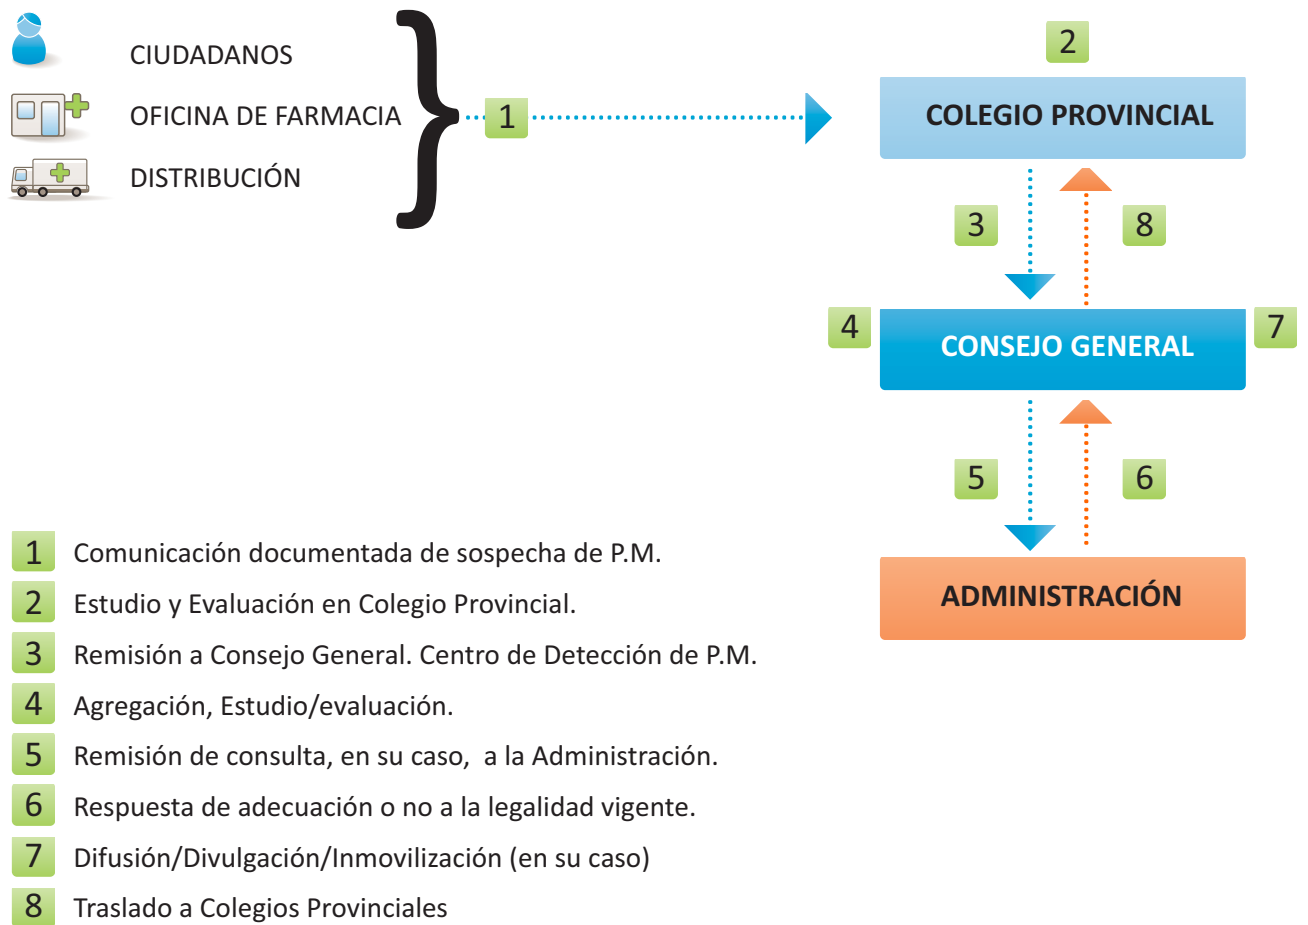 CIUDADANOS
OFICINA DE FARMACIA
DISTRIBUCIÓN
1
2
COLEGIO PROVINCIAL
3
8
4
CONSEJO GENERAL
7
5
6
ADMINISTRACIÓN
1 Comunicación documentada de sospecha de P.M.
2 Estudio y Evaluación en Colegio Provincial.
3 Remisión a Consejo General. Centro de Detección de P.M.
4 Agregación, Estudio/evaluación.
5 Remisión de consulta, en su caso, a la Administración.
6 Respuesta de adecuación o no a la legalidad vigente.
7 Difusión/Divulgación/Inmovilización (en su caso)
8 Traslado a Colegios Provinciales